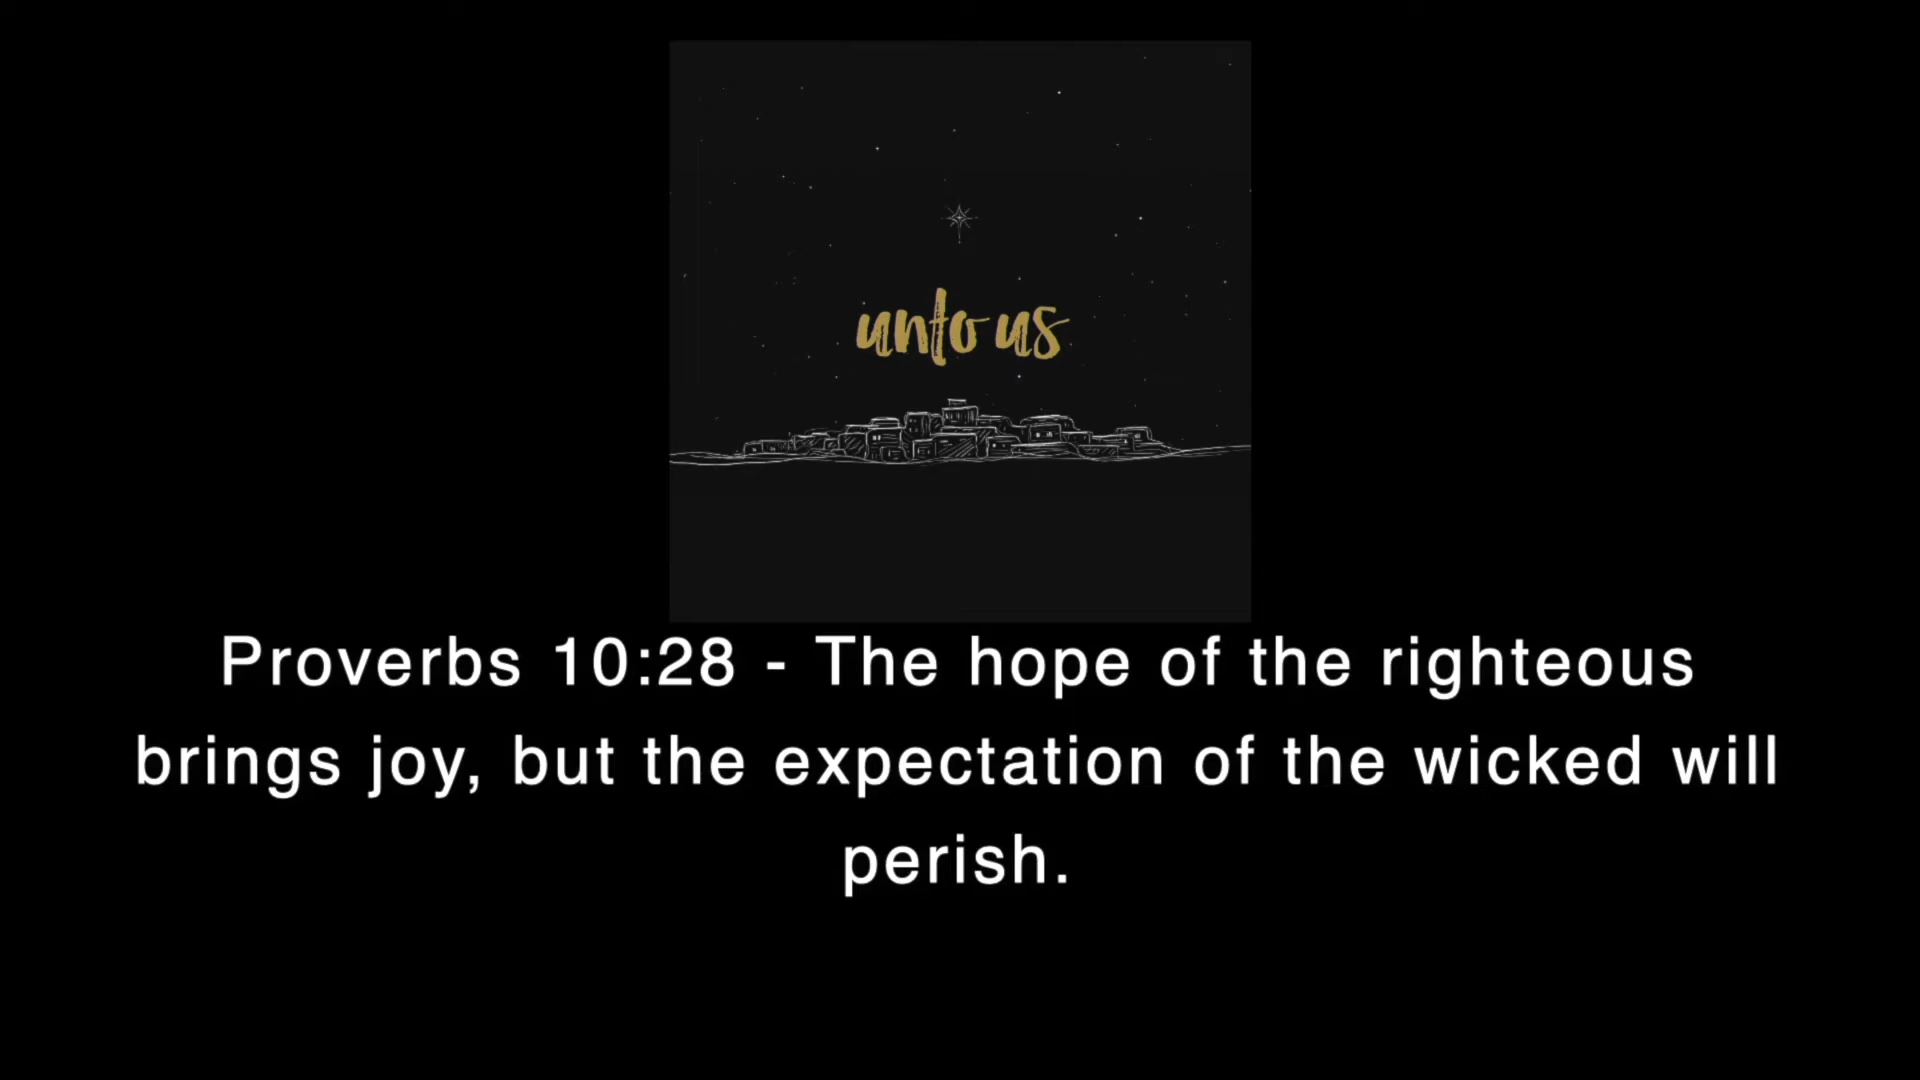 unto us
Proverbs 10:28 - The hope of the righteous
brings joy, but the expectation of the wicked will
perish.